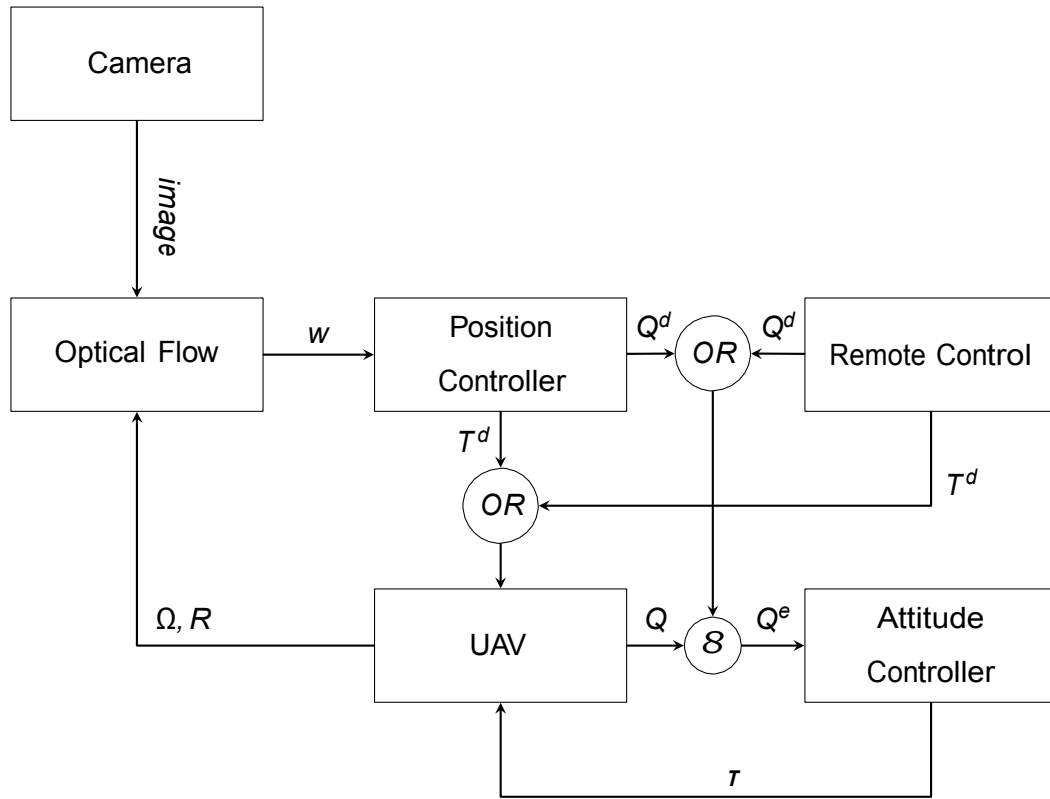 Camera
image
Optical Flow
w
Position
Controller
Q^d
OR
Q^d
Remote Control
T^d
OR
T^d
Ω, R
UAV
Q
8
Q^e
Attitude
Controller
τ